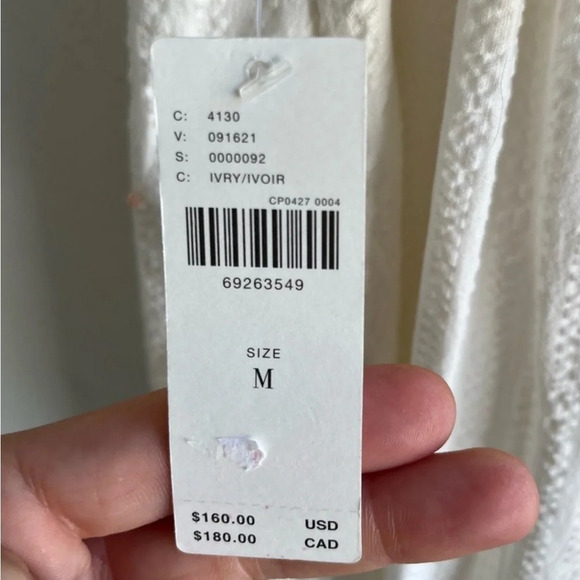 C: 4130
V: 091621
S: 0000092
C: IVRY/IVOIR
CP0427 0004
69263549
SIZE
M
$160.00 USD
$180.00 CAD